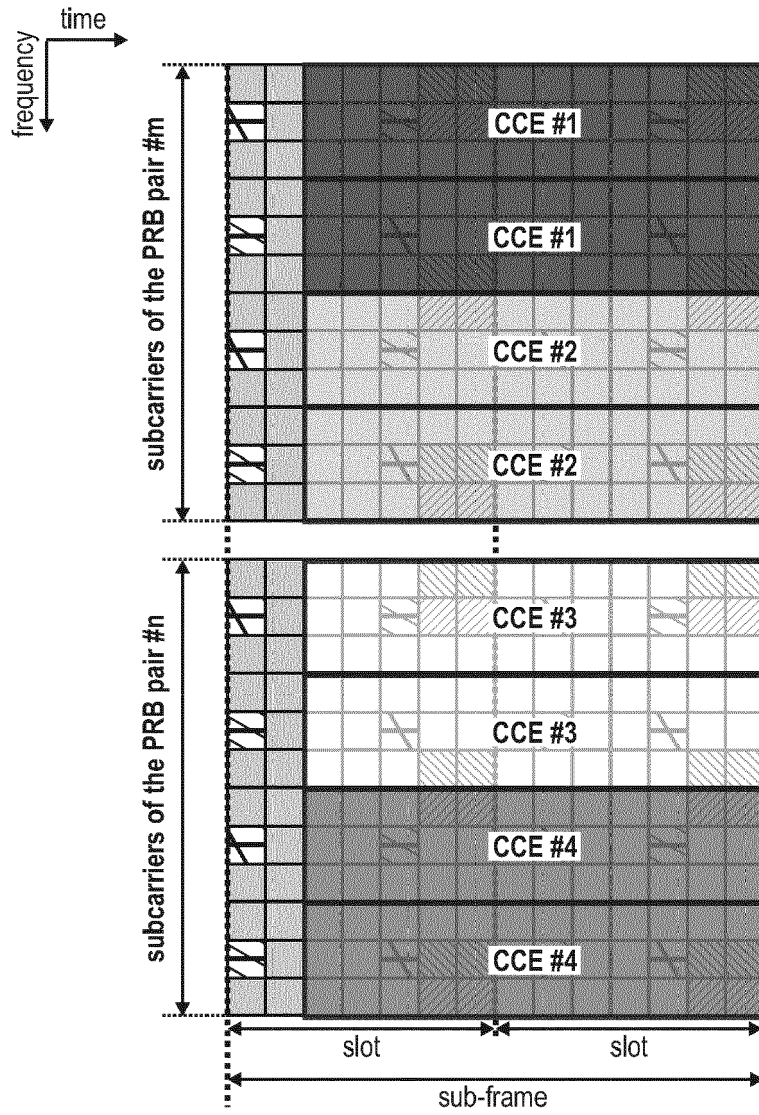 time
frequency
subcarriers of the PRB pair #m
CCE #1
CCE #1
CCE #2
CCE #2
subcarriers of the PRB pair #n
CCE #3
CCE #3
CCE #4
CCE #4
slot
slot
sub-frame